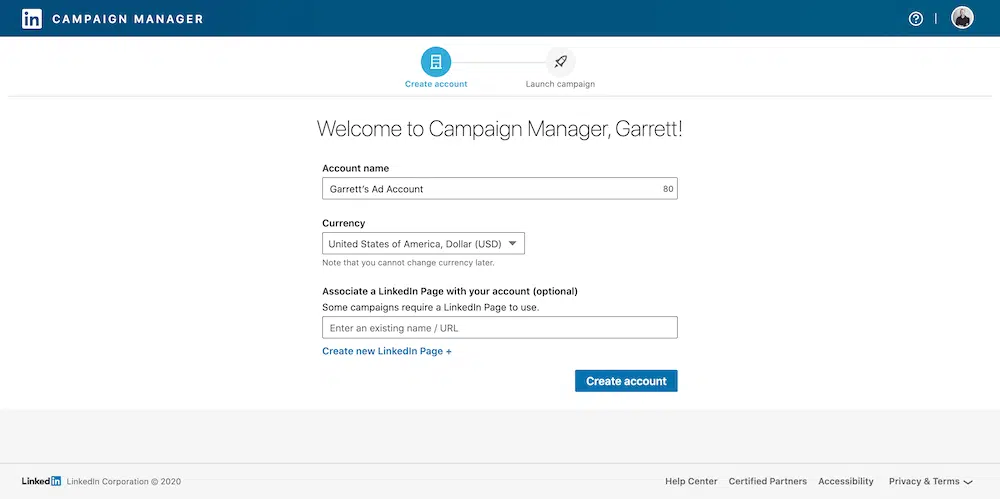 in CAMPAIGN MANAGER
Create account
Launch campaign
Welcome to Campaign Manager, Garrett!
Account name
Garrett's Ad Account 80
Currency
United States of America, Dollar (USD)
Note that you cannot change currency later.
Associate a LinkedIn Page with your account (optional)
Some campaigns require a LinkedIn Page to use.
Enter an existing name / URL
Create new LinkedIn Page +
Create account
LinkedIn LinkedIn Corporation © 2020 Help Center Certified Partners Accessibility Privacy & Terms